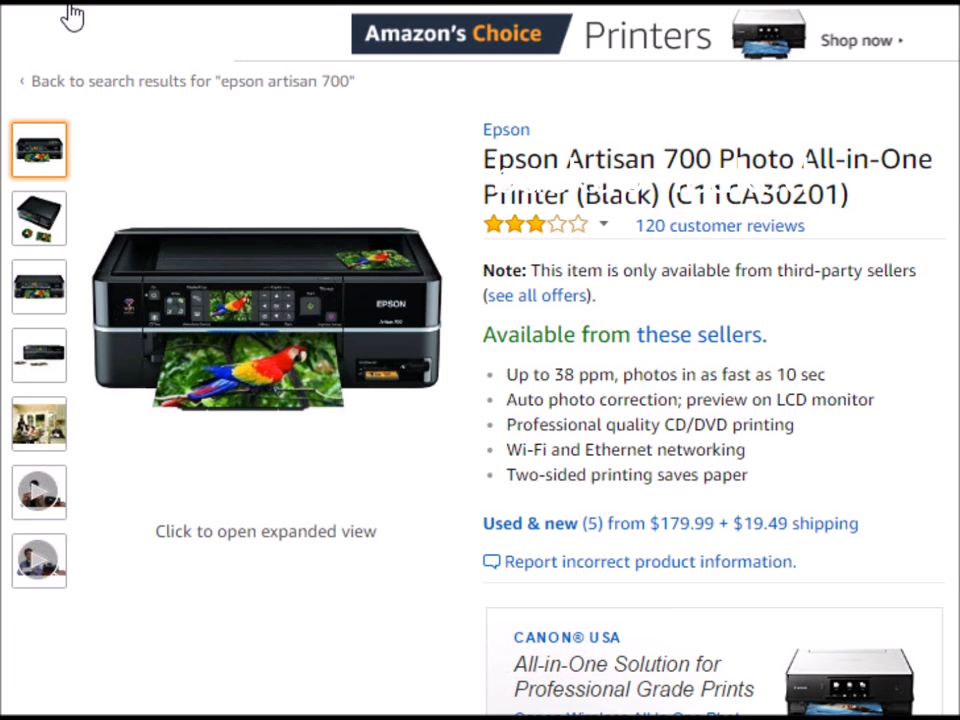 Amazon's Choice Printers Shop now ▸
‹ Back to search results for "epson artisan 700"
Epson
Epson Artisan 700 Photo All-in-One
Printer (Black) (C11CA30201)
120 customer reviews
Note: This item is only available from third-party sellers
(see all offers).
Available from these sellers.
• Up to 38 ppm, photos in as fast as 10 sec
• Auto photo correction; preview on LCD monitor
• Professional quality CD/DVD printing
• Wi-Fi and Ethernet networking
• Two-sided printing saves paper
EPSON
Artisan 700
Click to open expanded view
Used & new (5) from $179.99 + $19.49 shipping
Report incorrect product information.
CANON® USA
All-in-One Solution for
Professional Grade Prints